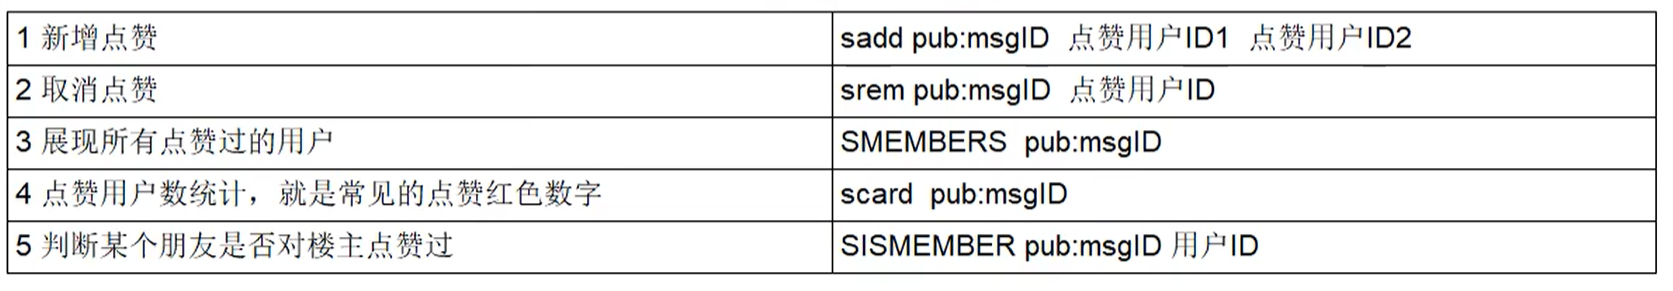 1 新增点赞 sadd pub:msgID 点赞用户ID1 点赞用户ID2
2 取消点赞 srem pub:msgID 点赞用户ID
3 展现所有点赞过的用户 SMEMBERS pub:msgID
4 点赞用户数统计，就是常见的点赞红色数字 scard pub:msgID
5 判断某个朋友是否对楼主点赞过 SISMEMBER pub:msgID 用户ID